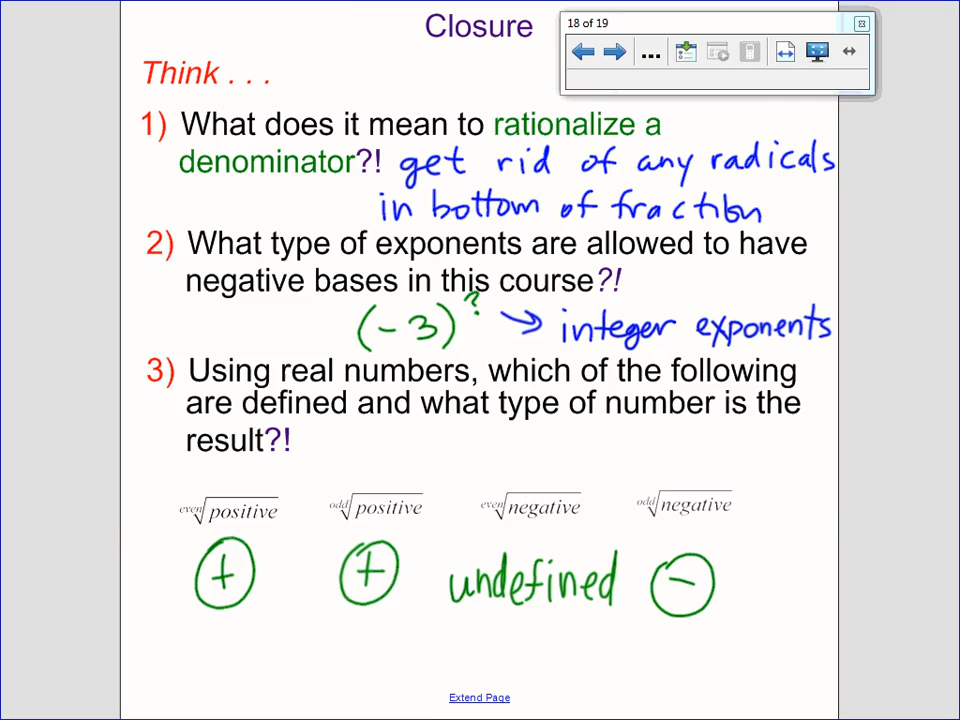 Closure
18 of 19
Think . . .
1) What does it mean to rationalize a
denominator?! get rid of any radicals
in bottom of fraction
2) What type of exponents are allowed to have
negative bases in this course?!
(-3)^? → integer exponents
3) Using real numbers, which of the following
are defined and what type of number is the
result?!
even√positive odd√positive even√negative odd√negative
+ + undefined −
Extend Page